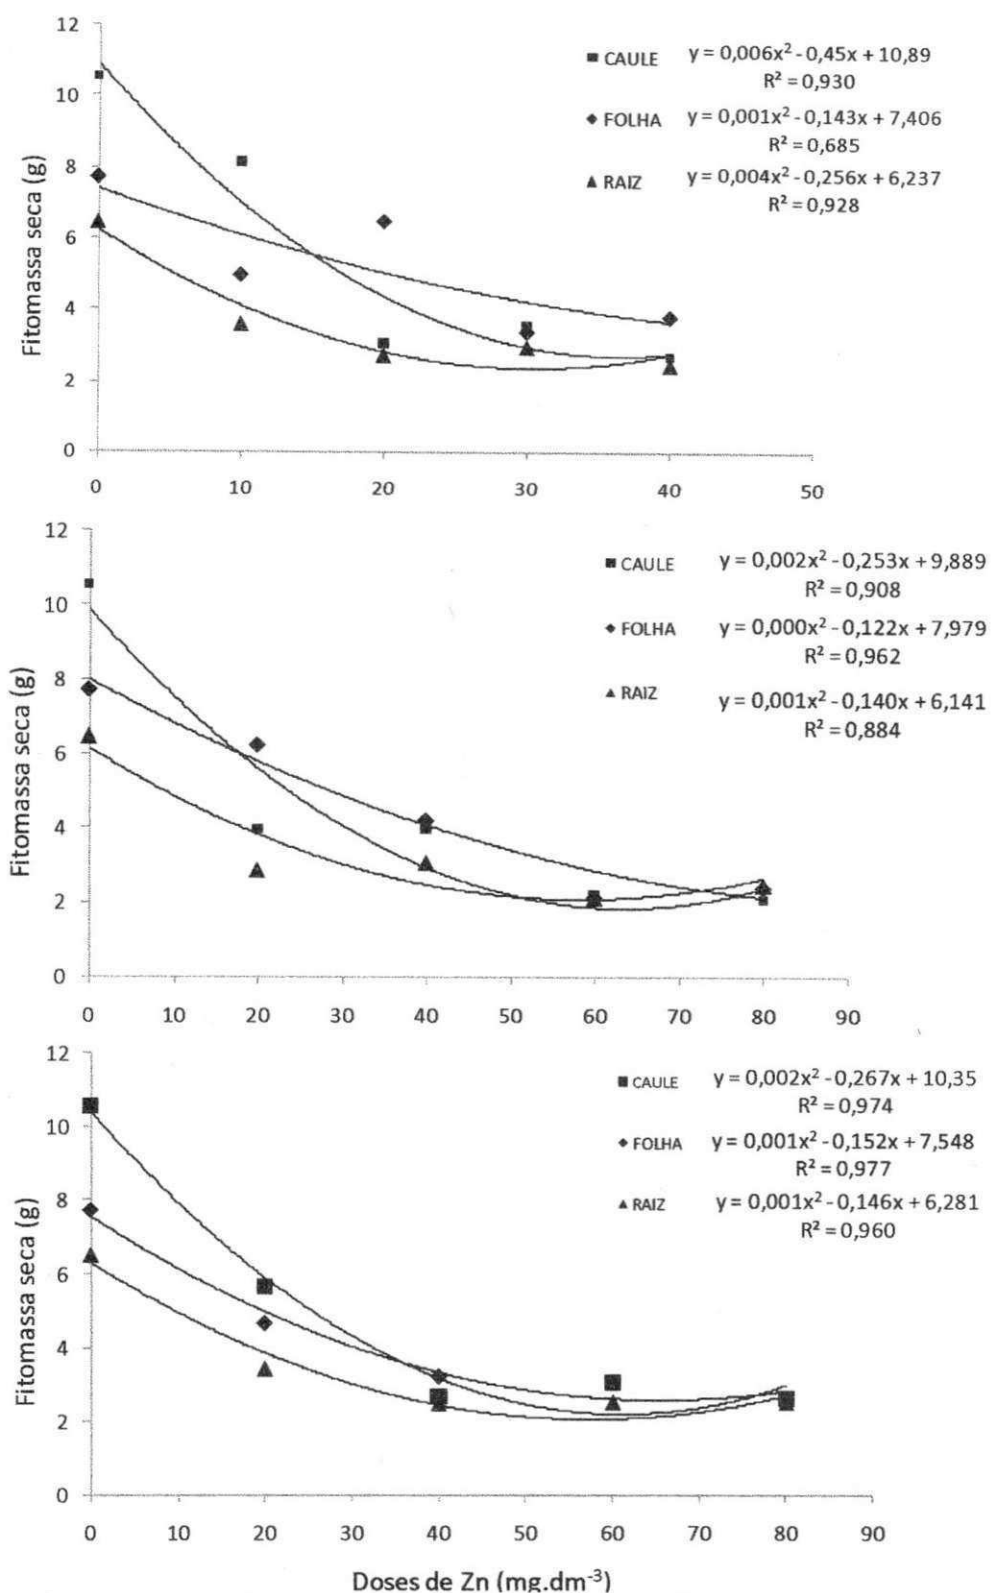 12
10
8
6
4
2
0
Fitomassa seca (g)
CAULE y = 0,006x² - 0,45x + 10,89
R² = 0,930
FOLHA y = 0,001x² - 0,143x + 7,406
R² = 0,685
RAIZ y = 0,004x² - 0,256x + 6,237
R² = 0,928
0 10 20 30 40 50
12
10
8
6
4
2
0
Fitomassa seca (g)
CAULE y = 0,002x² - 0,253x + 9,889
R² = 0,908
FOLHA y = 0,000x² - 0,122x + 7,979
R² = 0,962
RAIZ y = 0,001x² - 0,140x + 6,141
R² = 0,884
0 10 20 30 40 50 60 70 80 90
12
10
8
6
4
2
0
Fitomassa seca (g)
CAULE y = 0,002x² - 0,267x + 10,35
R² = 0,974
FOLHA y = 0,001x² - 0,152x + 7,548
R² = 0,977
RAIZ y = 0,001x² - 0,146x + 6,281
R² = 0,960
0 10 20 30 40 50 60 70 80 90
Doses de Zn (mg.dm⁻³)